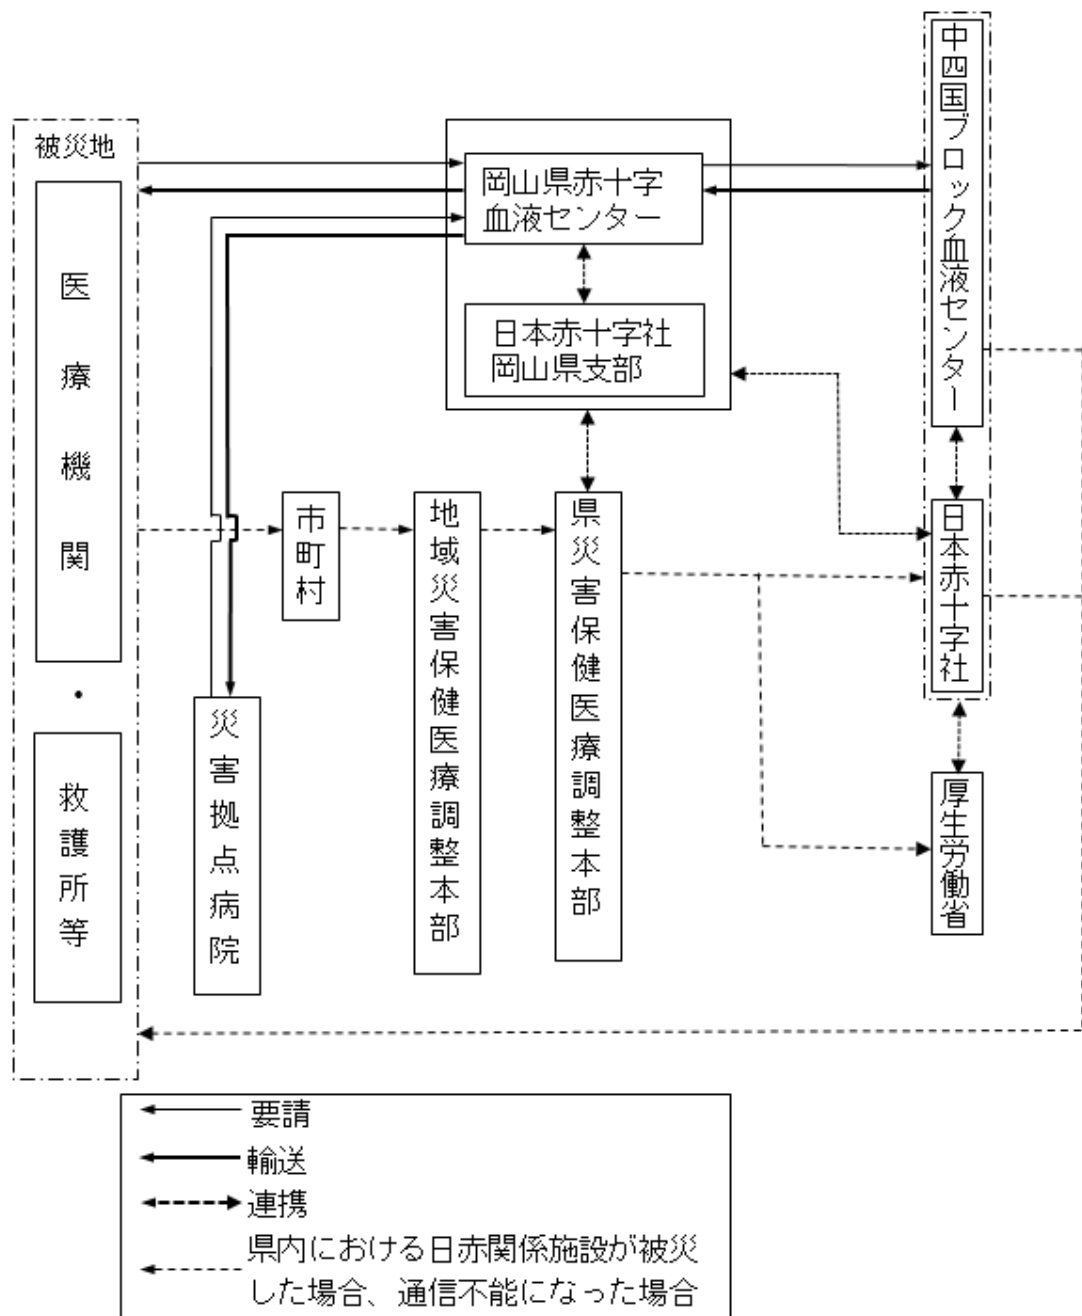 中四国ブロック血液センター
被災地
岡山県赤十字
血液センター
医療機関
日本赤十字社
岡山県支部
市町村
地域災害保健医療調整本部
県災害保健医療調整本部
日本赤十字社
・
災害拠点病院
救護所等
厚生労働省
要請
輸送
連携
県内における日赤関係施設が被災
した場合、通信不能になった場合